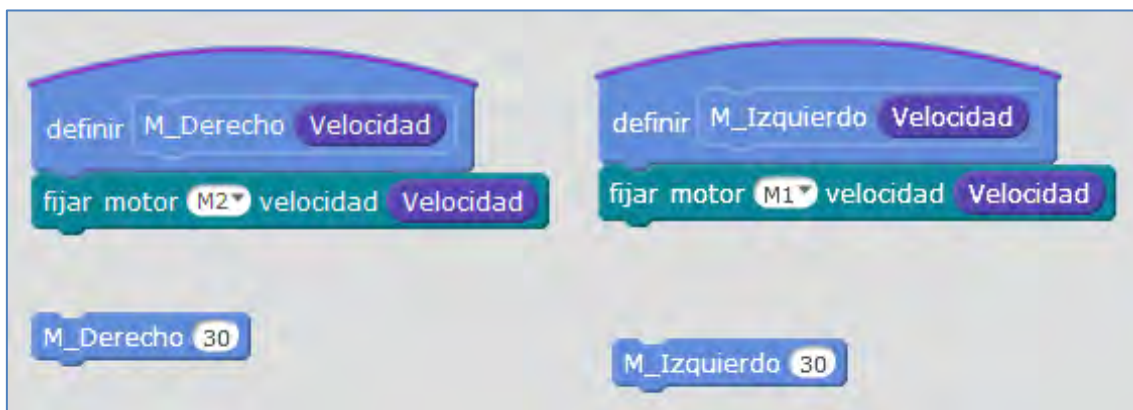 definir M_Derecho Velocidad
fijar motor M2 velocidad Velocidad
M_Derecho 30
definir M_Izquierdo Velocidad
fijar motor M1 velocidad Velocidad
M_Izquierdo 30